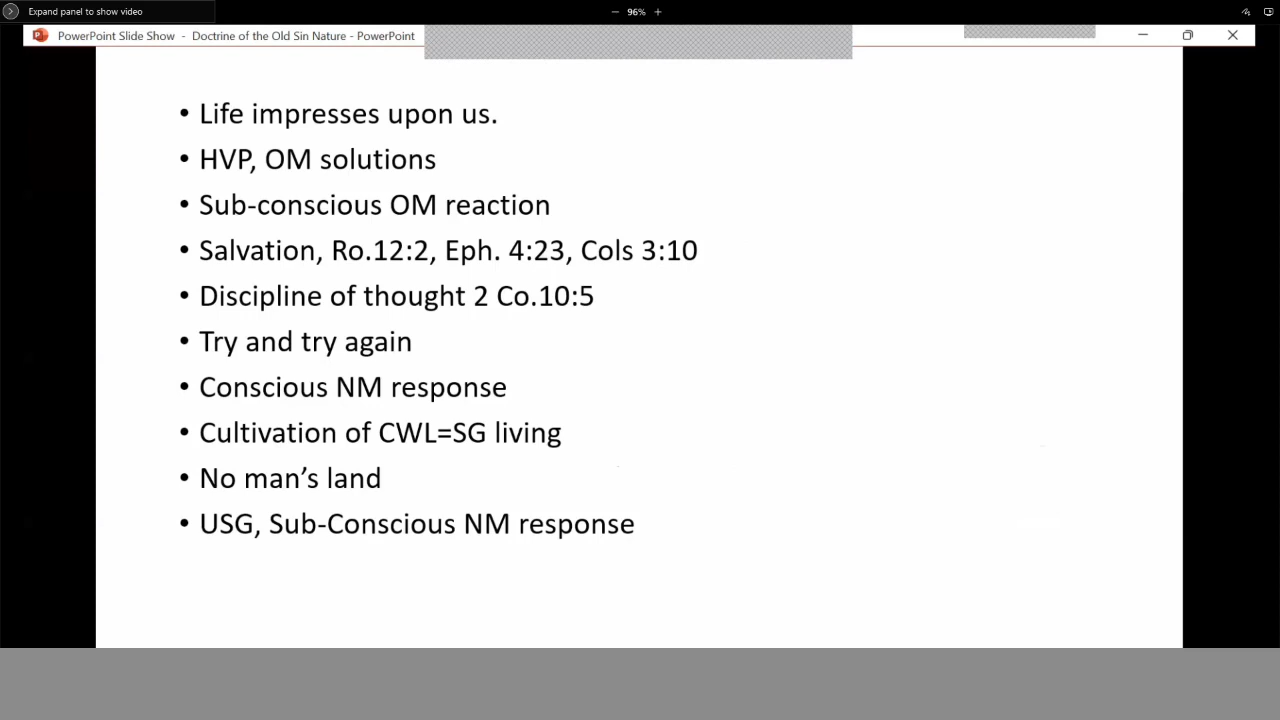 Expand panel to show video
− 96% +
PowerPoint Slide Show - Doctrine of the Old Sin Nature - PowerPoint
• Life impresses upon us.
• HVP, OM solutions
• Sub-conscious OM reaction
• Salvation, Ro.12:2, Eph. 4:23, Cols 3:10
• Discipline of thought 2 Co.10:5
• Try and try again
• Conscious NM response
• Cultivation of CWL=SG living
• No man’s land
• USG, Sub-Conscious NM response